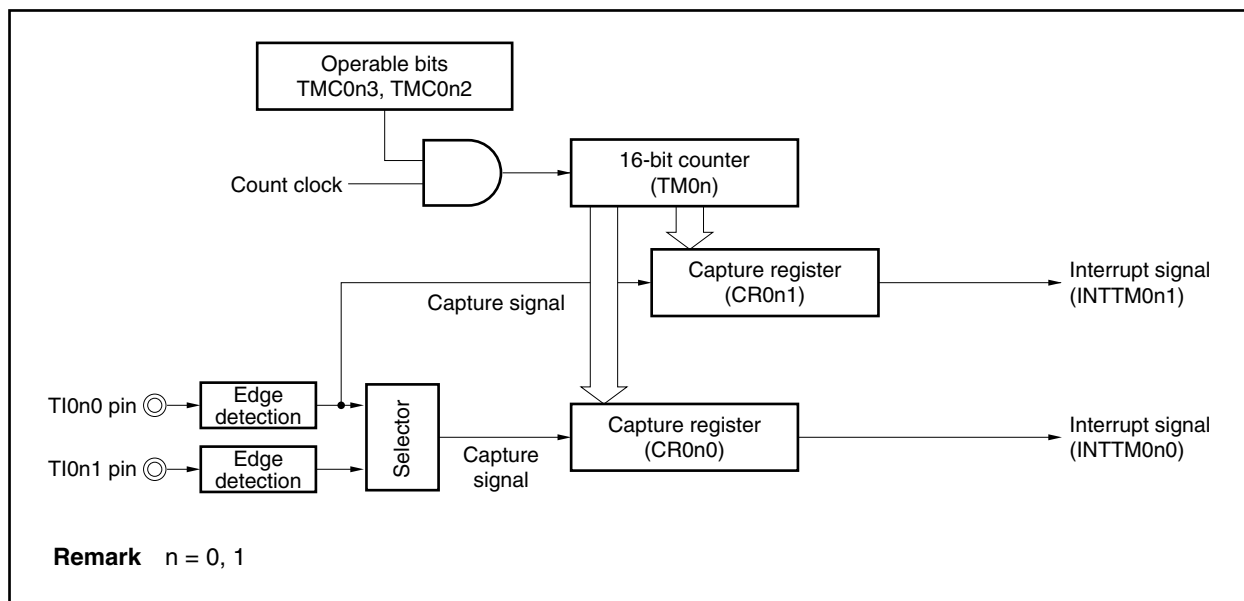 Operable bits
TMC0n3, TMC0n2
Count clock
16-bit counter
(TM0n)
Capture register
(CR0n1)
Interrupt signal
(INTTM0n1)
Capture signal
TI0n0 pin
Edge
detection
TI0n1 pin
Edge
detection
Selector
Capture
signal
Capture register
(CR0n0)
Interrupt signal
(INTTM0n0)
Remark n = 0, 1